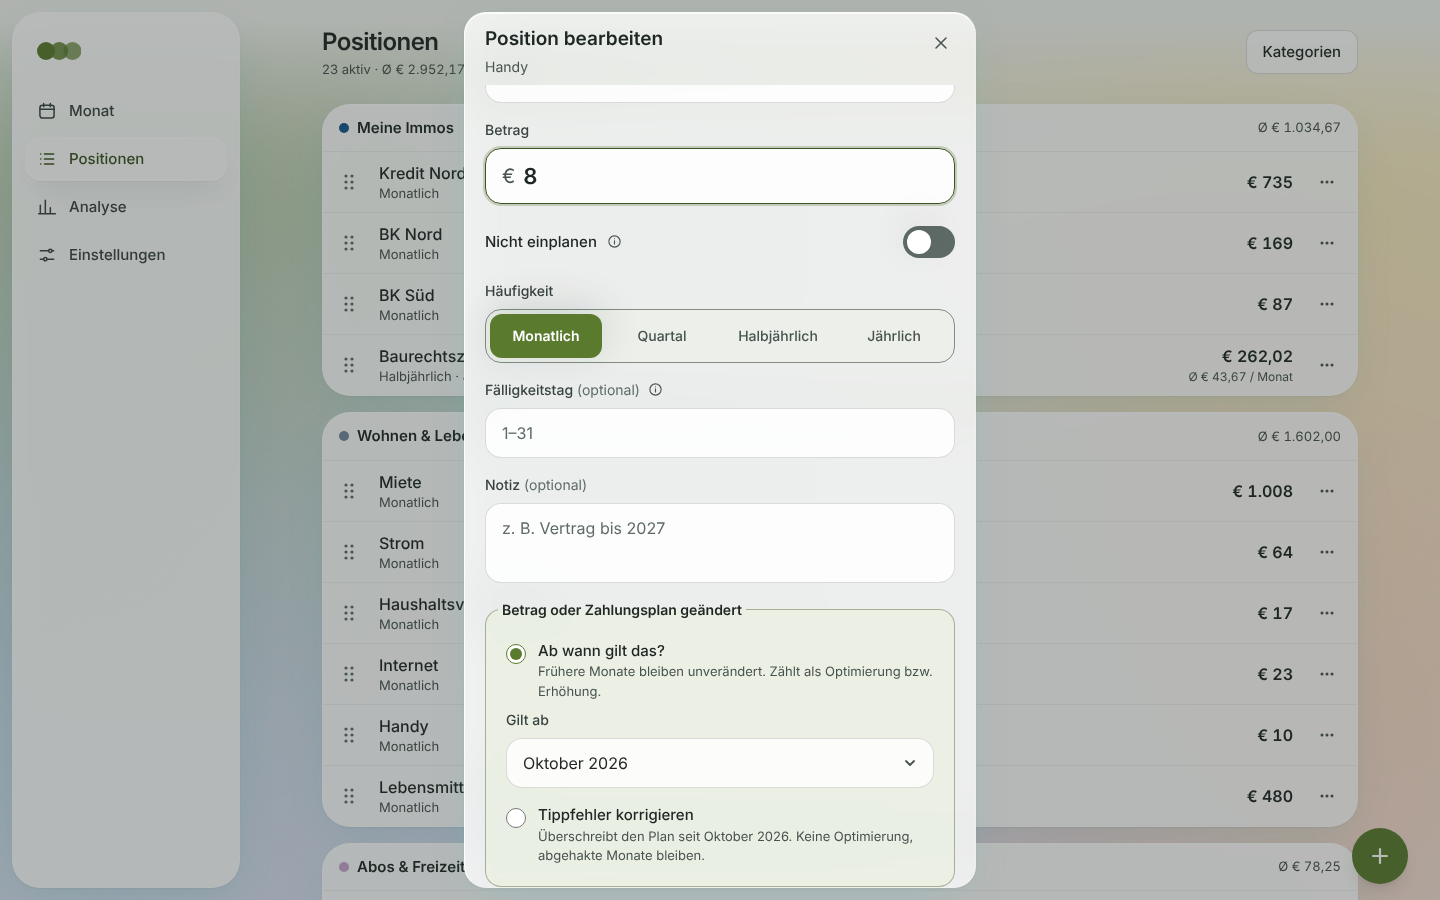 Positionen
23 aktiv · Ø € 2.952,17
Kategorien
Monat
Positionen
Analyse
Einstellungen
Meine Immos
Ø € 1.034,67
Kredit Nord
Monatlich
€ 735
BK Nord
Monatlich
€ 169
BK Süd
Monatlich
€ 87
Halbjährlich ·
€ 262,02
Ø € 43,67 / Monat
Wohnen &
Ø € 1.602,00
Miete
Monatlich
€ 1.008
Strom
Monatlich
€ 64
Monatlich
€ 17
Internet
Monatlich
€ 23
Handy
Monatlich
€ 10
Monatlich
€ 480
Abos & Freizeit
Ø € 78,25
Position bearbeiten
Handy
Betrag
€ 8
Nicht einplanen
Häufigkeit
Monatlich Quartal Halbjährlich Jährlich
Fälligkeitstag (optional)
1–31
Notiz (optional)
z. B. Vertrag bis 2027
Betrag oder Zahlungsplan geändert
Ab wann gilt das?
Frühere Monate bleiben unverändert. Zählt als Optimierung bzw.
Erhöhung.
Gilt ab
Oktober 2026
Tippfehler korrigieren
Überschreibt den Plan seit Oktober 2026. Keine Optimierung,
abgehakte Monate bleiben.